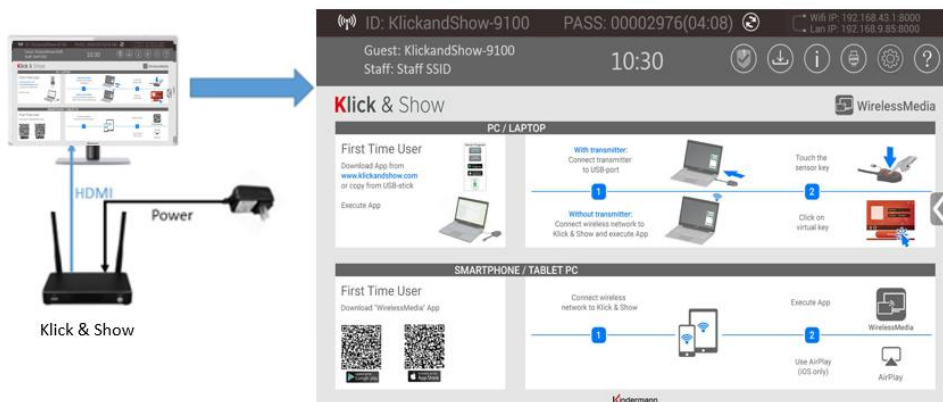 HDMI
Power
Klick & Show
ID: KlickandShow-9100
PASS: 00002976(04:08)
Wifi IP: 192.168.43.1:8000
Lan IP: 192.168.9.85:8000
Guest: KlickandShow-9100
Staff: Staff SSID
10:30
Klick & Show
WirelessMedia
PC / LAPTOP
First Time User
Download App from
www.klickandshow.com
or copy from USB-stick
Execute App
With transmitter:
Connect transmitter
to USB-port
1
Without transmitter:
Connect wireless network to
Klick & Show and execute App
Touch the
sensor key
2
Click on
virtual key
SMARTPHONE / TABLET PC
First Time User
Download "WirelessMedia" App
Google play
App Store
Connect wireless
network to Klick & Show
1
Execute App
WirelessMedia
2
Use AirPlay
(iOS only)
AirPlay
Kindermann